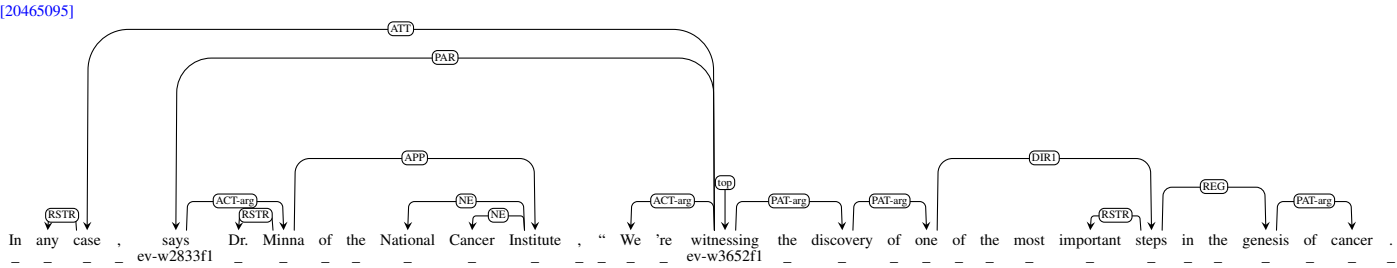 [20465095]
ATT
PAR
APP
DIR1
top
REG
ACT-arg NE ACT-arg PAT-arg PAT-arg PAT-arg
RSTR RSTR NE RSTR
In any case , says Dr. Minna of the National Cancer Institute , “ We 're witnessing the discovery of one of the most important steps in the genesis of cancer .
_ _ _ _ ev-w2833f1 _ _ _ _ _ _ _ _ _ _ _ ev-w3652f1 _ _ _ _ _ _ _ _ _ _ _ _ _ _ _